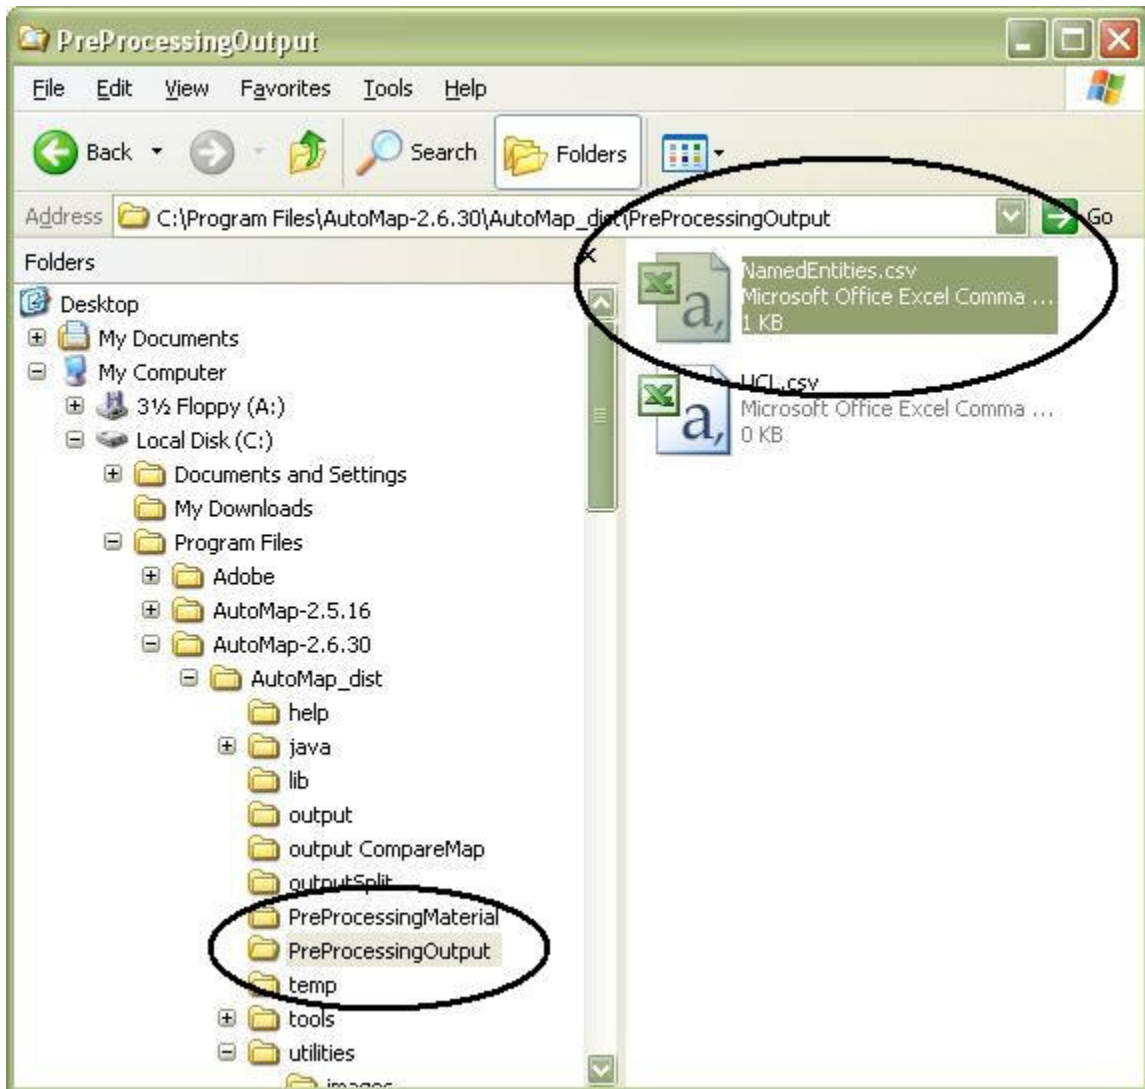 PreProcessingOutput
File Edit View Favorites Tools Help
Back Search Folders
Address C:\Program Files\AutoMap-2.6.30\AutoMap_dist\PreProcessingOutput Go
Folders
Desktop
My Documents
My Computer
3½ Floppy (A:)
Local Disk (C:)
Documents and Settings
My Downloads
Program Files
Adobe
AutoMap-2.5.16
AutoMap-2.6.30
AutoMap_dist
help
java
lib
output
output CompareMap
outputSplit
PreProcessingMaterial
PreProcessingOutput
temp
tools
utilities
images
NamedEntities.csv
Microsoft Office Excel Comma ...
1 KB
UCL.csv
Microsoft Office Excel Comma ...
0 KB